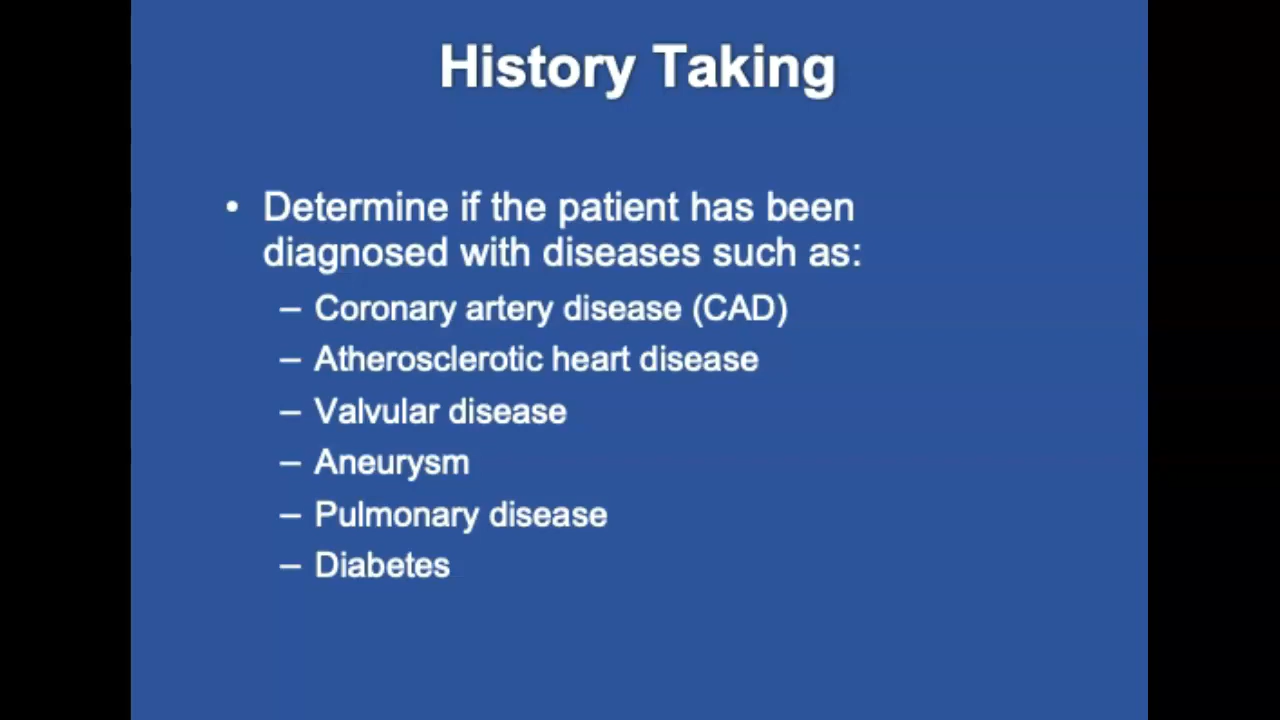 History Taking
• Determine if the patient has been
diagnosed with diseases such as:
– Coronary artery disease (CAD)
– Atherosclerotic heart disease
– Valvular disease
– Aneurysm
– Pulmonary disease
– Diabetes